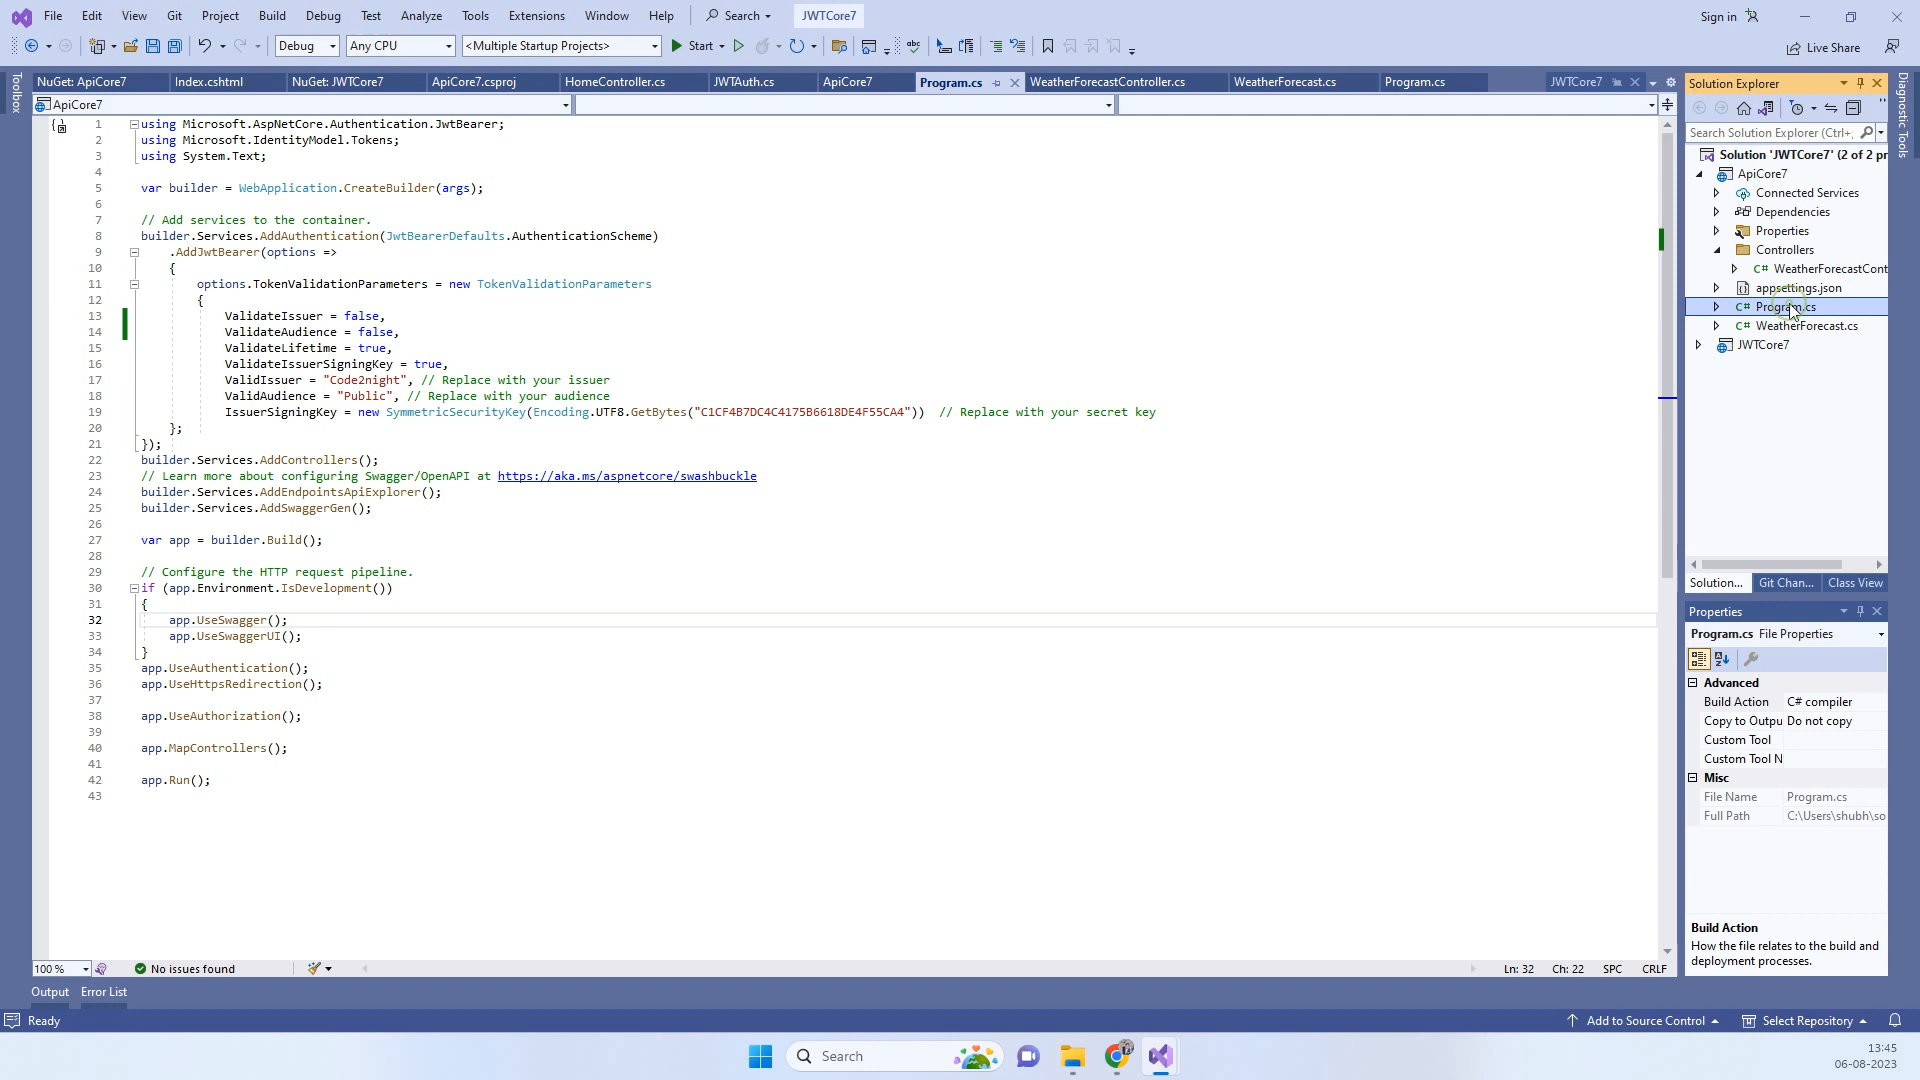 File Edit View Git Project Build Debug Test Analyze Tools Extensions Window Help Search JWTCore7 Sign in
Debug Any CPU <Multiple Startup Projects> Start Live Share
NuGet: ApiCore7 Index.cshtml NuGet: JWTCore7 ApiCore7.csproj HomeController.cs JWTAuth.cs ApiCore7 Program.cs WeatherForecastController.cs WeatherForecast.cs Program.cs JWTCore7
Toolbox
ApiCore7
1 using Microsoft.AspNetCore.Authentication.JwtBearer;
2 using Microsoft.IdentityModel.Tokens;
3 using System.Text;
4
5 var builder = WebApplication.CreateBuilder(args);
6
7 // Add services to the container.
8 builder.Services.AddAuthentication(JwtBearerDefaults.AuthenticationScheme)
9 .AddJwtBearer(options =>
10 {
11 options.TokenValidationParameters = new TokenValidationParameters
12 {
13 ValidateIssuer = false,
14 ValidateAudience = false,
15 ValidateLifetime = true,
16 ValidateIssuerSigningKey = true,
17 ValidIssuer = "Code2night", // Replace with your issuer
18 ValidAudience = "Public", // Replace with your audience
19 IssuerSigningKey = new SymmetricSecurityKey(Encoding.UTF8.GetBytes("C1CF4B7DC4C4175B6618DE4F55CA4")) // Replace with your secret key
20 };
21 });
22 builder.Services.AddControllers();
23 // Learn more about configuring Swagger/OpenAPI at https://aka.ms/aspnetcore/swashbuckle
24 builder.Services.AddEndpointsApiExplorer();
25 builder.Services.AddSwaggerGen();
26
27 var app = builder.Build();
28
29 // Configure the HTTP request pipeline.
30 if (app.Environment.IsDevelopment())
31 {
32 app.UseSwagger();
33 app.UseSwaggerUI();
34 }
35 app.UseAuthentication();
36 app.UseHttpsRedirection();
37
38 app.UseAuthorization();
39
40 app.MapControllers();
41
42 app.Run();
43
100 % No issues found Ln: 32 Ch: 22 SPC CRLF
Output Error List
Solution Explorer
Search Solution Explorer (Ctrl+;
Solution 'JWTCore7' (2 of 2 pr
ApiCore7
Connected Services
Dependencies
Properties
Controllers
C# WeatherForecastCont
appsettings.json
C# Program.cs
C# WeatherForecast.cs
JWTCore7
Solution... Git Chan... Class View
Properties
Program.cs File Properties
Advanced
Build Action C# compiler
Copy to Outpu Do not copy
Custom Tool
Custom Tool N
Misc
File Name Program.cs
Full Path C:\Users\shubh\so
Build Action
How the file relates to the build and
deployment processes.
Diagnostic Tools
Ready Add to Source Control Select Repository
Search
13:45
06-08-2023